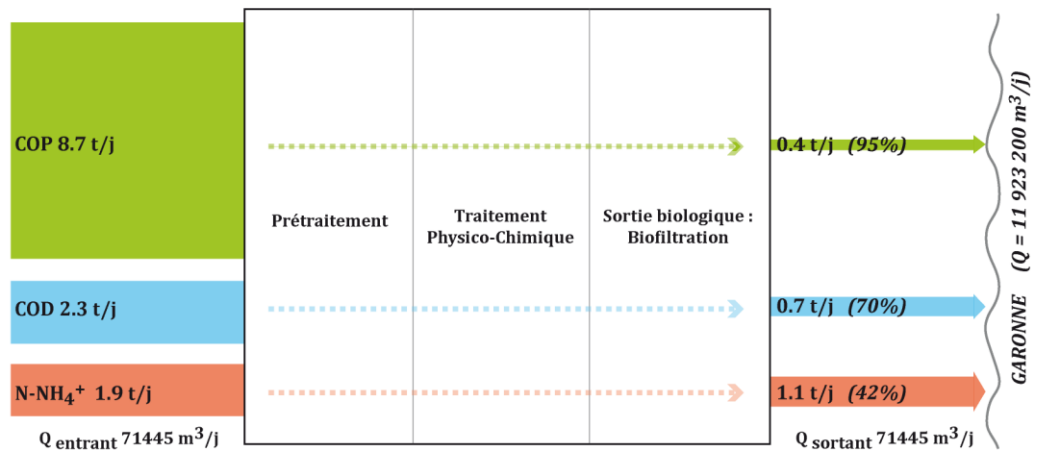 COP 8.7 t/j
0.4 t/j (95%)
Prétraitement
Traitement
Physico-Chimique
Sortie biologique :
Biofiltration
COD 2.3 t/j
0.7 t/j (70%)
N-NH₄⁺ 1.9 t/j
1.1 t/j (42%)
Q entrant 71445 m³/j
Q sortant 71445 m³/j
GARONNE (Q = 11 923 200 m³/j)